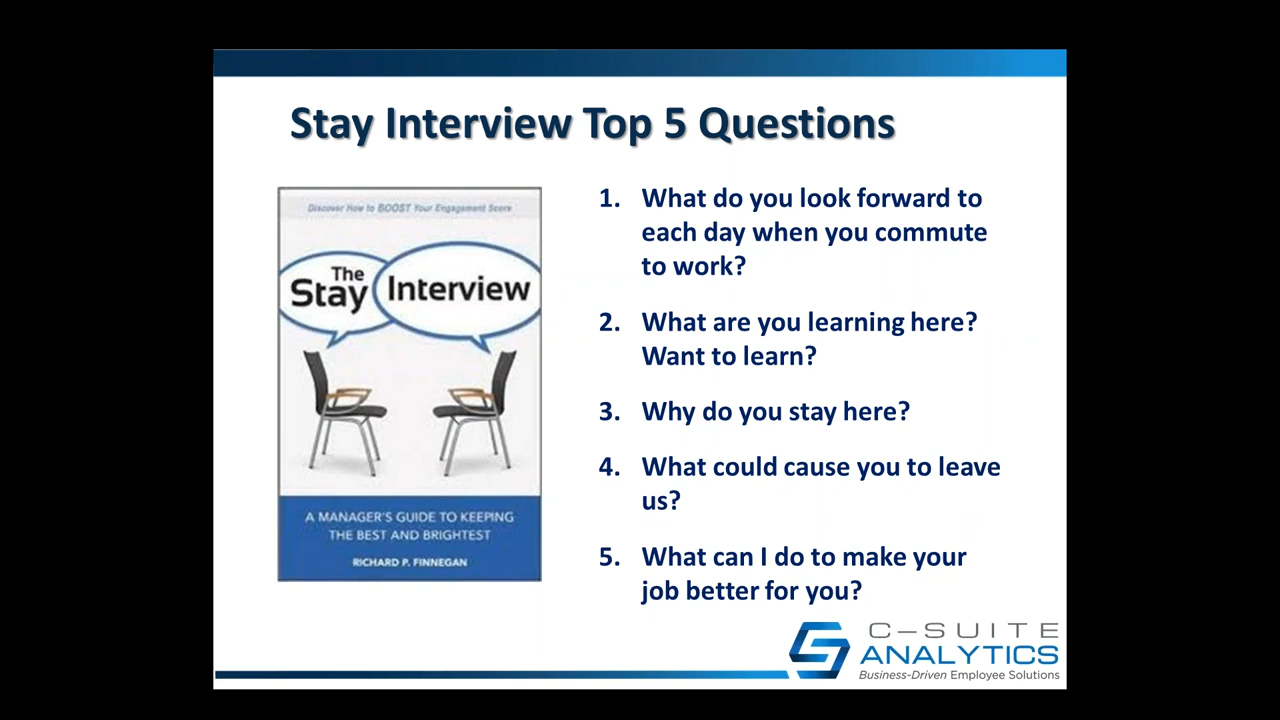 Stay Interview Top 5 Questions
Discover How to BOOST Your Engagement Score
The
Stay
Interview
A MANAGER'S GUIDE TO KEEPING
THE BEST AND BRIGHTEST
RICHARD P. FINNEGAN
1. What do you look forward to
each day when you commute
to work?
2. What are you learning here?
Want to learn?
3. Why do you stay here?
4. What could cause you to leave
us?
5. What can I do to make your
job better for you?
C-SUITE
ANALYTICS
Business-Driven Employee Solutions